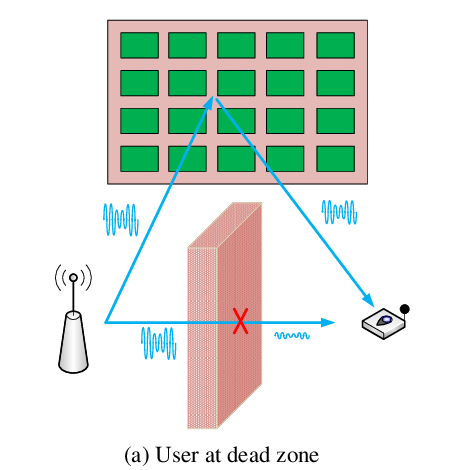 (a) User at dead zone